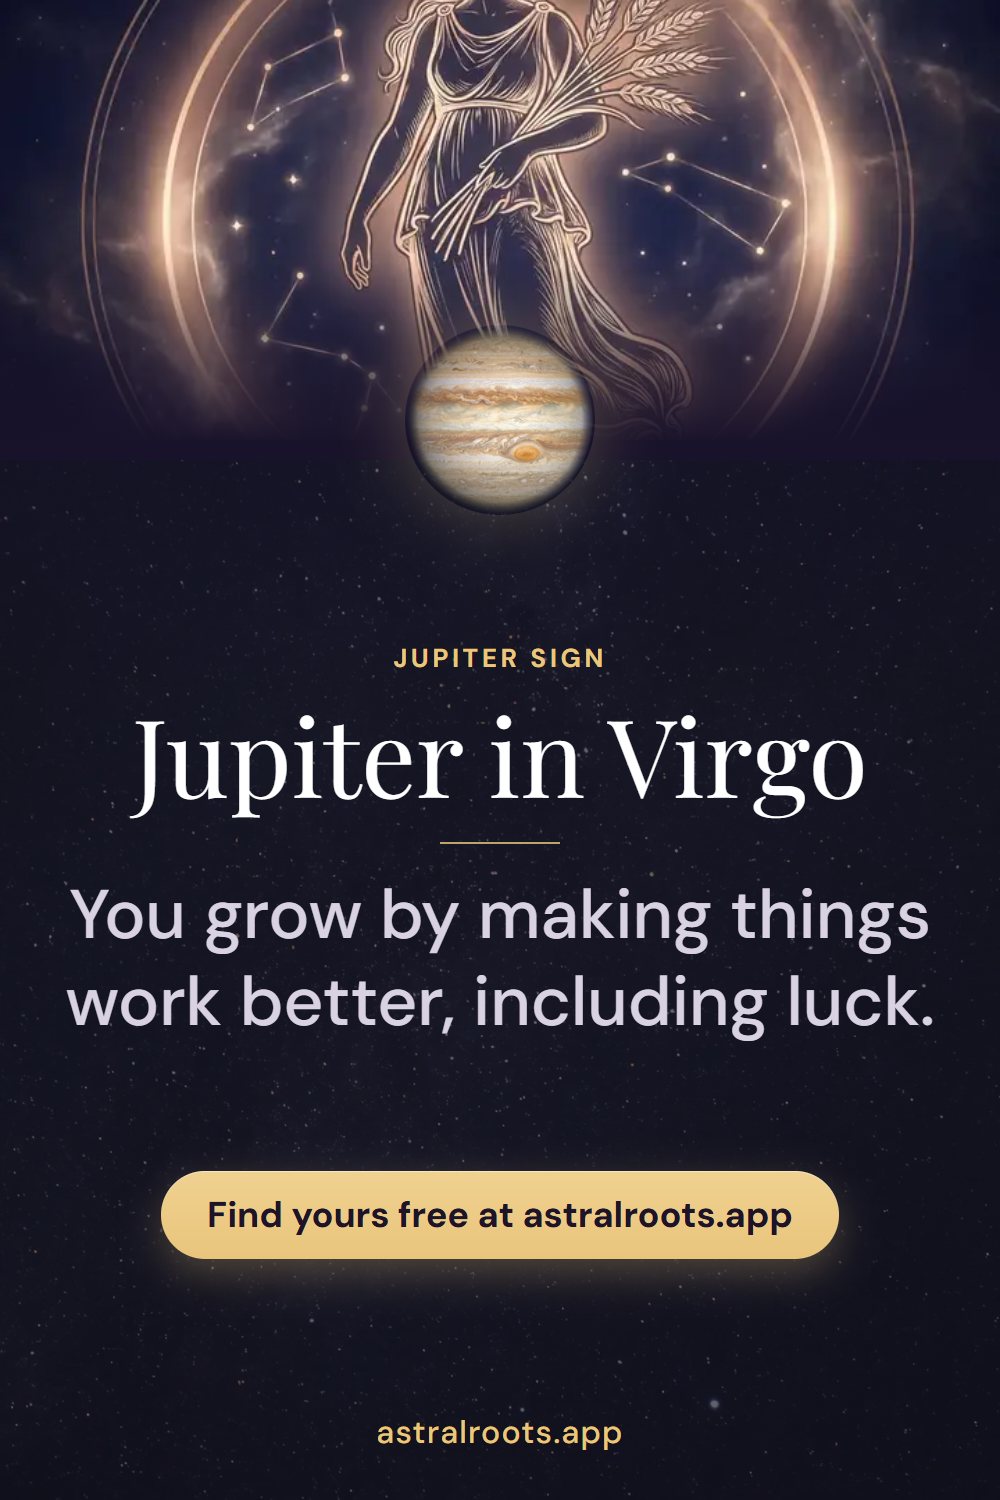 JUPITER SIGN
Jupiter in Virgo
You grow by making things
work better, including luck.
Find yours free at astralroots.app
astralroots.app